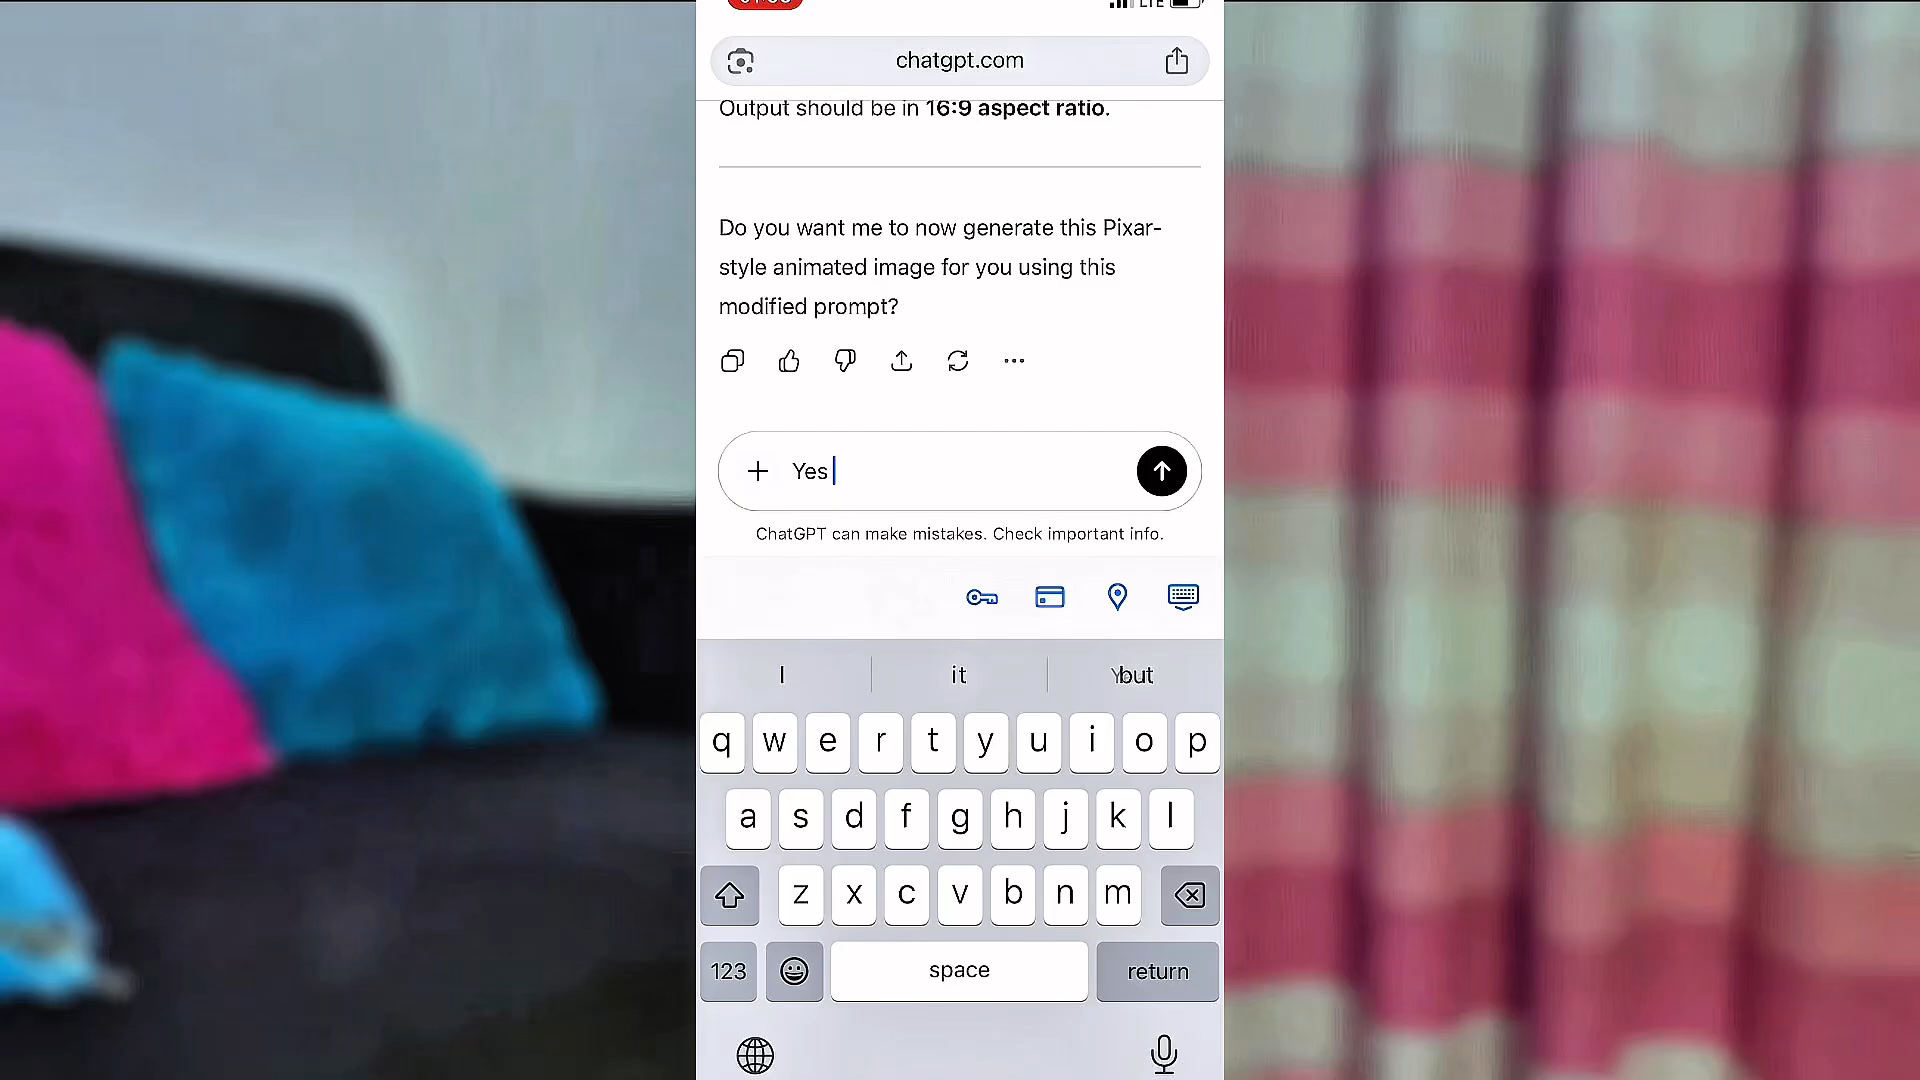 LTE
chatgpt.com
Output should be in 16:9 aspect ratio.
Do you want me to now generate this Pixar-
style animated image for you using this
modified prompt?
Yes
ChatGPT can make mistakes. Check important info.
I it but
q w e r t y u i o p
a s d f g h j k l
z x c v b n m
123 space return